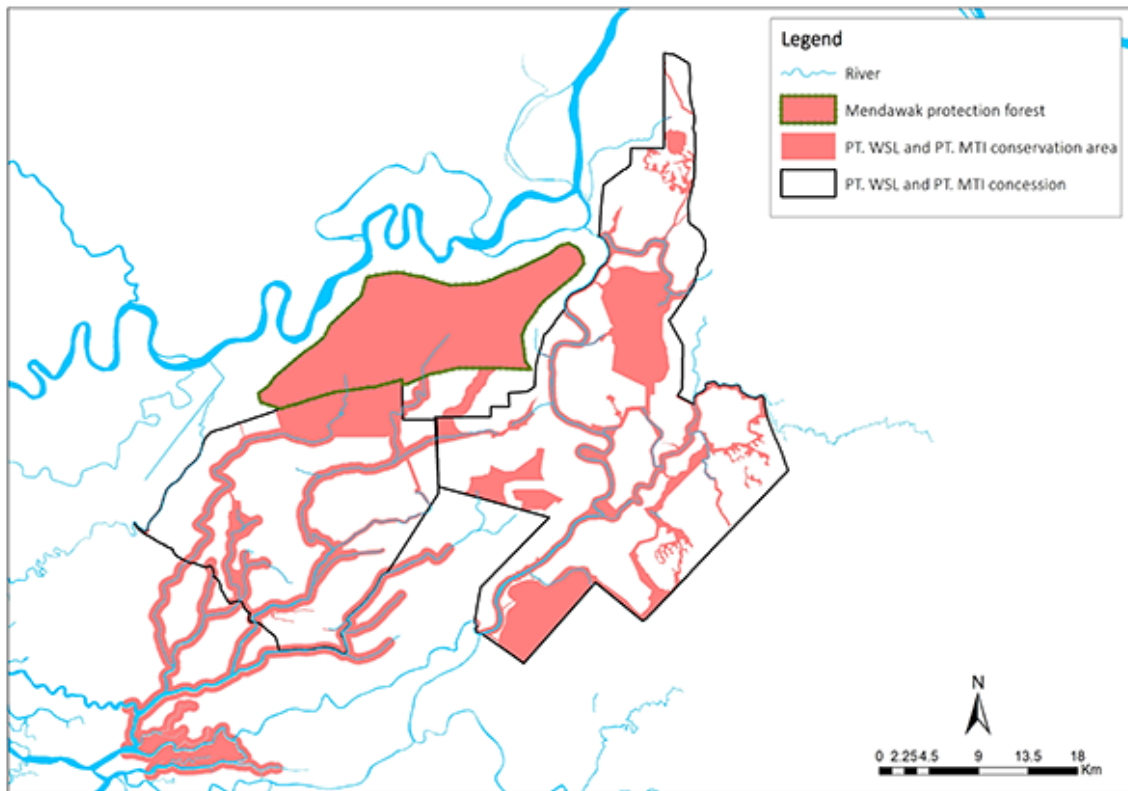 Legend
River
Mendawak protection forest
PT. WSL and PT. MTI conservation area
PT. WSL and PT. MTI concession
N
0 2.25 4.5 9 13.5 18
Km